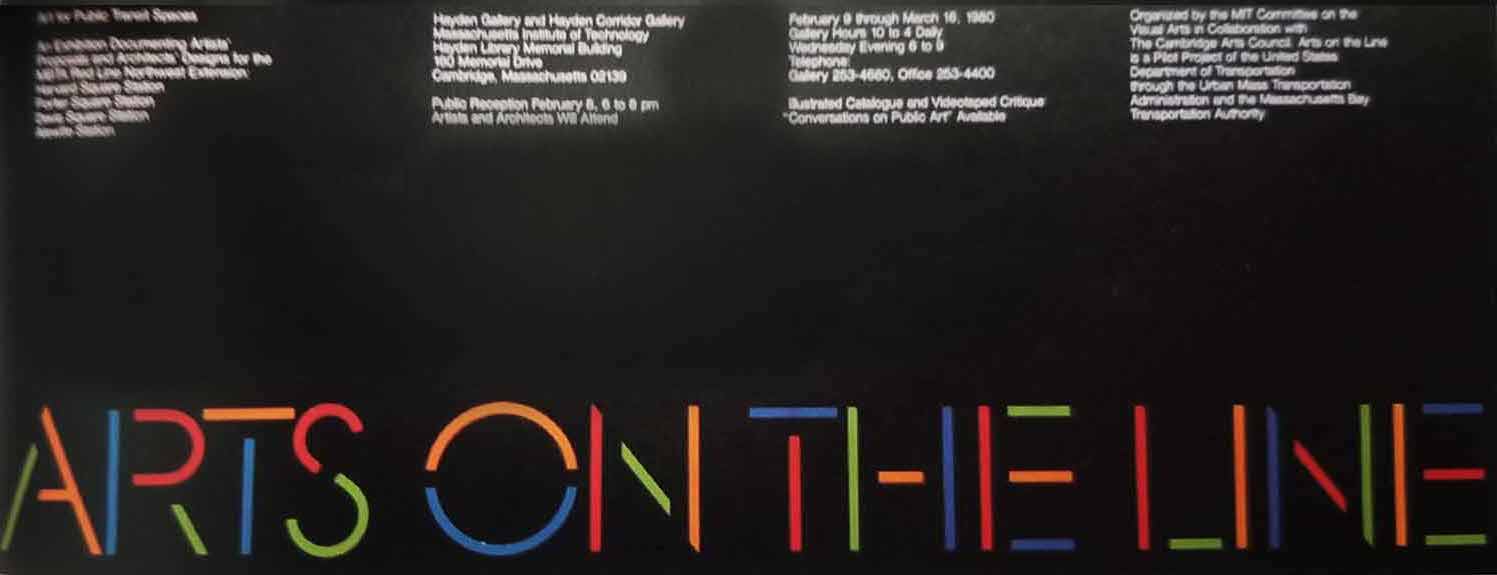 Art for Public Transit Spaces
An Exhibition Documenting Artists'
Proposals and Architects' Designs for the
MBTA Red Line Northwest Extension:
Harvard Square Station
Porter Square Station
Davis Square Station
Alewife Station
Hayden Gallery and Hayden Corridor Gallery
Massachusetts Institute of Technology
Hayden Library Memorial Building
160 Memorial Drive
Cambridge, Massachusetts 02139
Public Reception February 8, 6 to 8 pm
Artists and Architects Will Attend
February 9 through March 16, 1980
Gallery Hours 10 to 4 Daily
Wednesday Evening 6 to 9
Telephone:
Gallery 253-4680, Office 253-4400
Illustrated Catalogue and Videotaped Critique
"Conversations on Public Art" Available
Organized by the MIT Committee on the
Visual Arts in Collaboration with
The Cambridge Arts Council. Arts on the Line
is a Pilot Project of the United States
Department of Transportation
through the Urban Mass Transportation
Administration and the Massachusetts Bay
Transportation Authority
ARTS ON THE LINE